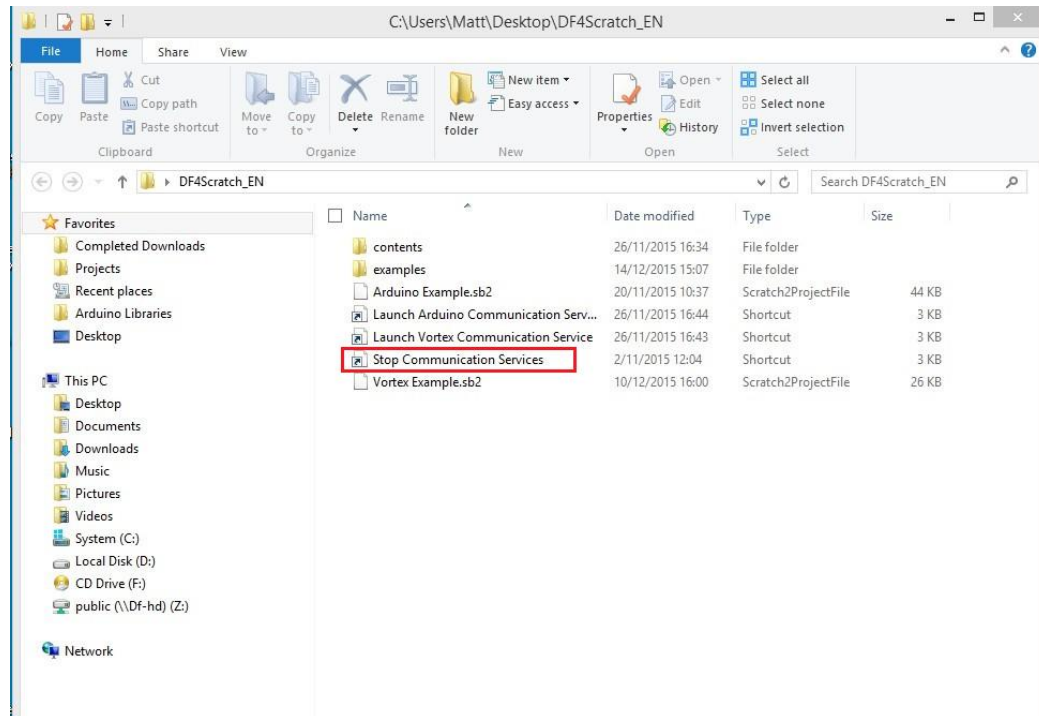 C:\Users\Matt\Desktop\DF4Scratch_EN
File Home Share View
Copy
Paste
Cut
Copy path
Paste shortcut
Move to
Copy to
Delete
Rename
New folder
New item
Easy access
Properties
Open
Edit
History
Select all
Select none
Invert selection
Clipboard Organize New Open Select
DF4Scratch_EN
Search DF4Scratch_EN
Name Date modified Type Size
Favorites
Completed Downloads
Projects
Recent places
Arduino Libraries
Desktop
This PC
Desktop
Documents
Downloads
Music
Pictures
Videos
System (C:)
Local Disk (D:)
CD Drive (F:)
public (\\Df-hd) (Z:)
Network
contents 26/11/2015 16:34 File folder
examples 14/12/2015 15:07 File folder
Arduino Example.sb2 20/11/2015 10:37 Scratch2ProjectFile 44 KB
Launch Arduino Communication Serv... 26/11/2015 16:44 Shortcut 3 KB
Launch Vortex Communication Service 26/11/2015 16:43 Shortcut 3 KB
Stop Communication Services 2/11/2015 12:04 Shortcut 3 KB
Vortex Example.sb2 10/12/2015 16:00 Scratch2ProjectFile 26 KB